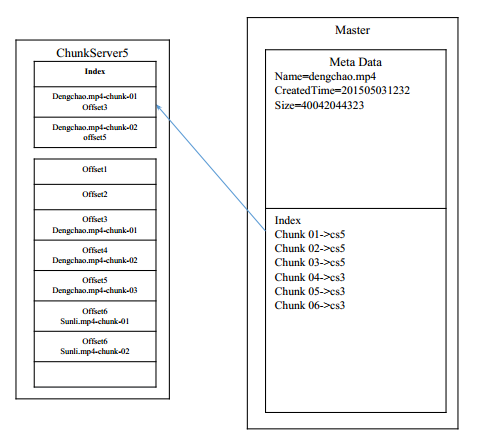 ChunkServer5
Index
Dengchao.mp4-chunk-01
Offset3
Dengchao.mp4-chunk-02
offset5
Offset1
Offset2
Offset3
Dengchao.mp4-chunk-01
Offset4
Dengchao.mp4-chunk-02
Offset5
Dengchao.mp4-chunk-03
Offset6
Sunli.mp4-chunk-01
Offset6
Sunli.mp4-chunk-02
Master
Meta Data
Name=dengchao.mp4
CreatedTime=201505031232
Size=40042044323
Index
Chunk 01->cs5
Chunk 02->cs5
Chunk 03->cs5
Chunk 04->cs3
Chunk 05->cs3
Chunk 06->cs3